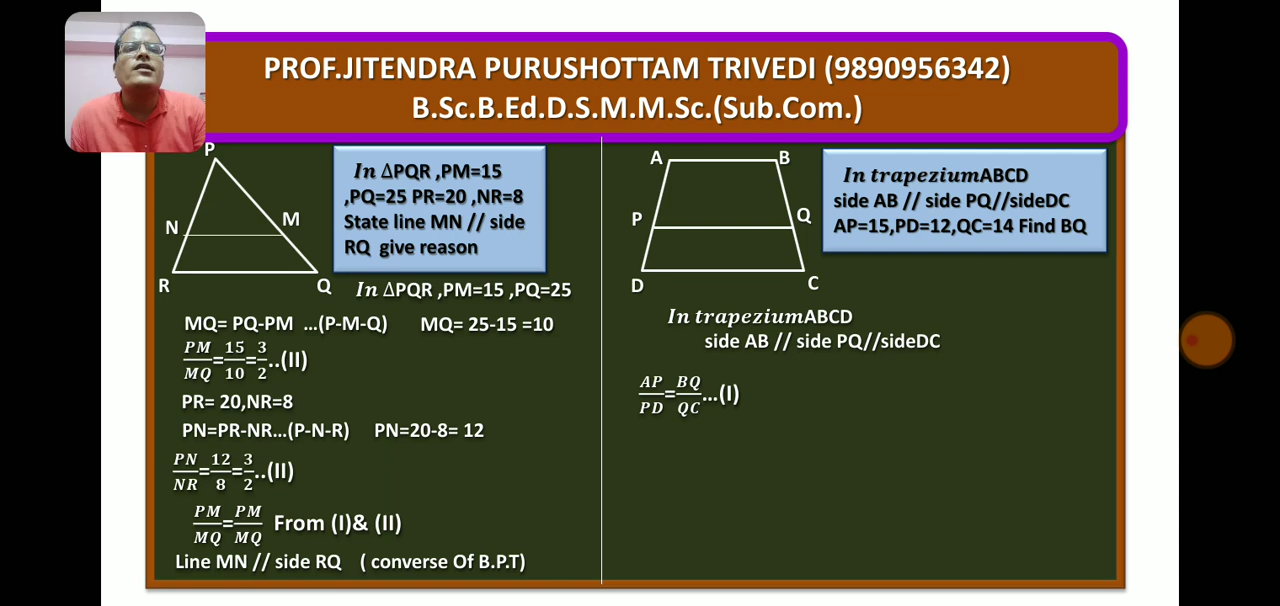 PROF.JITENDRA PURUSHOTTAM TRIVEDI (9890956342)
B.Sc.B.Ed.D.S.M.M.Sc.(Sub.Com.)
P
N
M
R
Q
In ΔPQR ,PM=15
,PQ=25 PR=20 ,NR=8
State line MN // side
RQ give reason
In ΔPQR ,PM=15 ,PQ=25
MQ= PQ-PM ...(P-M-Q) MQ= 25-15 =10
PM/MQ=15/10=3/2..(II)
PR= 20,NR=8
PN=PR-NR...(P-N-R) PN=20-8= 12
PN/NR=12/8=3/2..(II)
PM/MQ=PM/MQ From (I)& (II)
Line MN // side RQ ( converse Of B.P.T)
A
B
P
Q
D
C
In trapeziumABCD
side AB // side PQ//sideDC
AP=15,PD=12,QC=14 Find BQ
In trapeziumABCD
side AB // side PQ//sideDC
AP/PD=BQ/QC...(I)